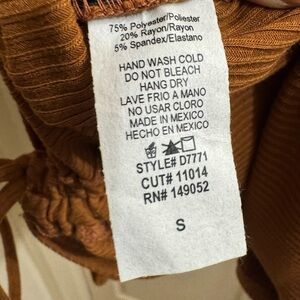 75% Polyester/Poliester
20% Rayon/Rayon
5% Spandex/Elastano
HAND WASH COLD
DO NOT BLEACH
HANG DRY
LAVE FRIO A MANO
NO USAR CLORO
MADE IN MEXICO
HECHO EN MEXICO
STYLE# D7771
CUT# 11014
RN# 149052
S